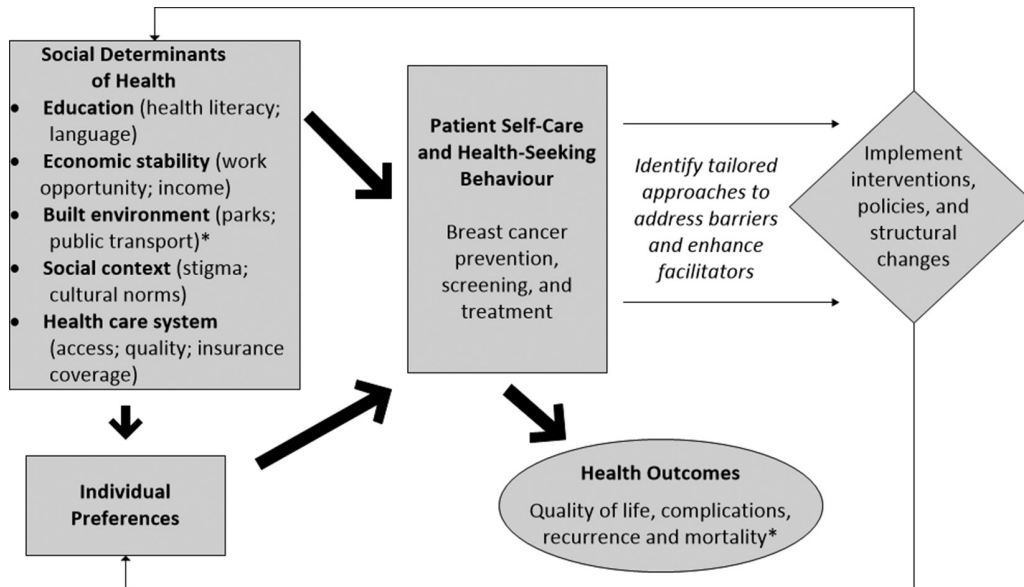 Social Determinants
of Health
• Education (health literacy;
language)
• Economic stability (work
opportunity; income)
• Built environment (parks;
public transport)*
• Social context (stigma;
cultural norms)
• Health care system
(access; quality; insurance
coverage)
Individual
Preferences
Patient Self-Care
and Health-Seeking
Behaviour
Breast cancer
prevention,
screening, and
treatment
Identify tailored
approaches to
address barriers
and enhance
facilitators
Implement
interventions,
policies, and
structural
changes
Health Outcomes
Quality of life, complications,
recurrence and mortality*